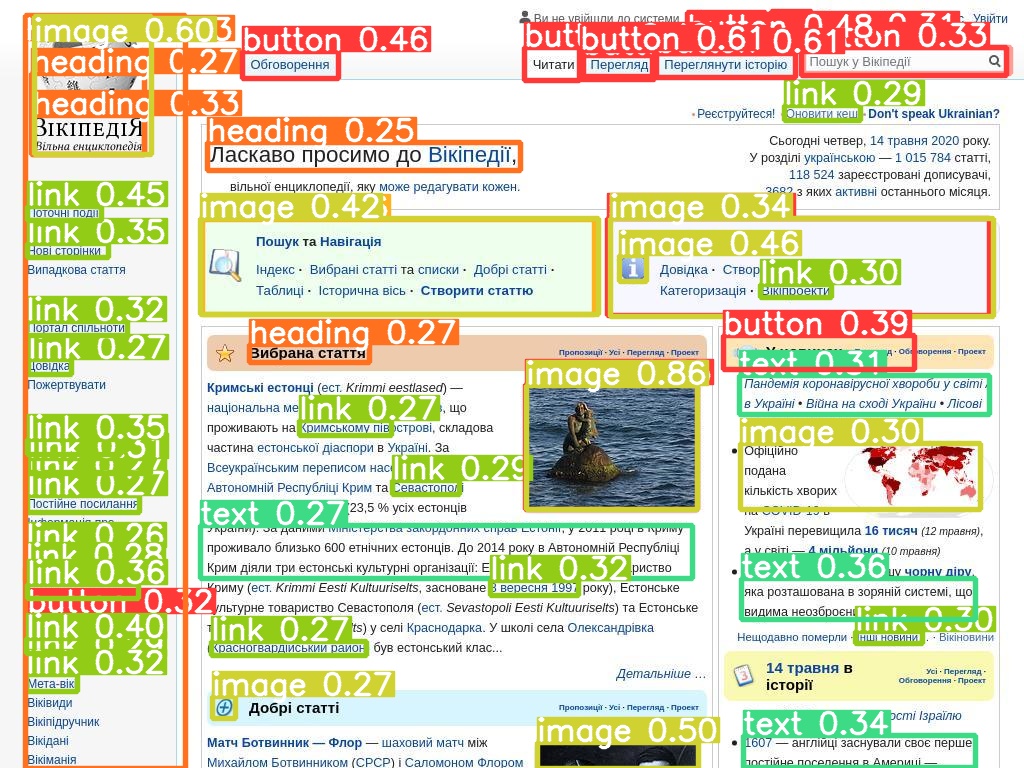 Ви не увійшли до системи
Увійти
image 0.603
button 0.46
button 0.61
0.61
button 0.48
0.31
0.33
heading 0.27
Обговорення
Читати
Перегляд
Переглянути історію
Пошук у Вікіпедії
heading 0.33
link 0.29
ВІКІПЕДІЯ
Вільна енциклопедія
Реєструйтеся!
Оновити кеш
Don't speak Ukrainian?
heading 0.25
Ласкаво просимо до Вікіпедії,
вільної енциклопедії, яку може редагувати кожен.
Сьогодні четвер, 14 травня 2020 року.
У розділі українською — 1 015 784 статті,
118 524 зареєстровані дописувачі,
3682 з яких активні останнього місяця.
link 0.45
Поточні події
link 0.35
Нові сторінки
Випадкова стаття
link 0.32
Портал спільноти
link 0.27
Довідка
Пожертвувати
link 0.35
0.31
link 0.27
Постійне посилання
link 0.26
link 0.28
link 0.36
button 0.32
link 0.40
link 0.32
Мета-вікі
Віківиди
Вікіпідручник
Вікідані
Вікіманія
image 0.42
Пошук та Навігація
Індекс · Вибрані статті та списки · Добрі статті ·
Таблиці · Історична вісь · Створити статтю
image 0.34
image 0.46
Довідка · Створ
link 0.30
Категоризація · Вікіпроекти
heading 0.27
Вибрана стаття
Пропозиції · Усі · Перегляд · Проект
image 0.86
Кримські естонці (ест. Krimmi eestlased) —
національна
link 0.27
, що
проживають на Кримському півострові, складова
частина естонської діаспори в Україні. За
Всеукраїнським переписом
link 0.29
Автономній Республіці Крим та Севастополі
text 0.27
(23,5 % усіх естонців
України). За даними Міністерства закордонних справ Естонії, у 2011 році в Криму
проживало близько 600 етнічних естонців. До 2014 року в Автономній Республіці
Крим діяли три естонські культурні організації:
link 0.32
Криму (ест. Krimmi Eesti Kultuuriselts, засноване 8 вересня 1997 року), Естонське
культурне товариство Севастополя (ест. Sevastopoli Eesti Kultuuriselts) та Естонське
link 0.27
у селі Краснодарка. У школі села Олександрівка
(Красногвардійський район) був естонський клас...
Детальніше …
image 0.27
Добрі статті
Пропозиції · Усі · Перегляд · Проект
image 0.50
Матч Ботвинник — Флор — шаховий матч між
Михайлом Ботвинником (СРСР) і Саломоном Флором
button 0.39
text 0.31
Пандемія коронавірусної хвороби у світі
в Україні • Війна на сході України • Лісові
image 0.30
Офіційно
подана
кількість хворих
на COVID-19 в
Україні перевищила 16 тисяч (12 травня),
а у світі — 4 мільйони (10 травня)
text 0.36
чорну діру,
яка розташована в зоряній системі, що
видима
link 0.30
Нещодавно померли · Інші новини · Вікіновини
14 травня в
історії
Усі · Перегляд ·
Обговорення · Проект
text 0.34
Ізраїлю
1607 — англійці заснували своє перше
постійне поселення в Америці —